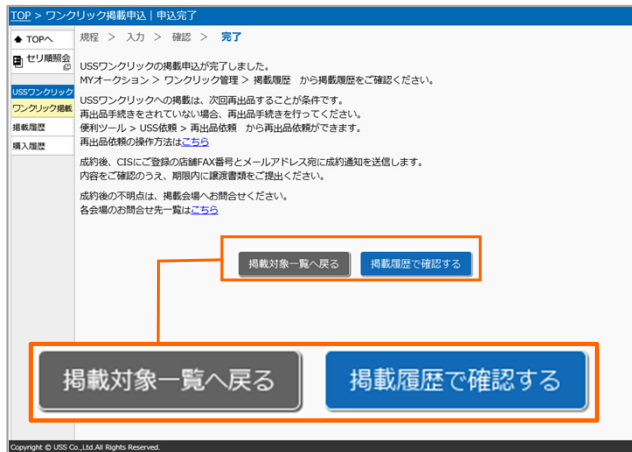 TOP > ワンクリック掲載申込 | 申込完了
TOPへ
セリ順照会
USSワンクリック
ワンクリック掲載
掲載履歴
購入履歴
規程 > 入力 > 確認 > 完了
USSワンクリックの掲載申込が完了しました。
MYオークション > ワンクリック管理 > 掲載履歴 から掲載履歴をご確認ください。
USSワンクリックへの掲載は、次回再出品することが条件です。
再出品手続きをされていない場合、再出品手続きを行ってください。
便利ツール > USS依頼 > 再出品依頼 から再出品依頼ができます。
再出品依頼の操作方法はこちら
成約後、CISにご登録の店舗FAX番号とメールアドレス宛に成約通知を送信します。
内容をご確認のうえ、期限内に譲渡書類をご提出ください。
成約後の不明点は、掲載会場へお問合せください。
各会場のお問合せ先一覧はこちら
掲載対象一覧へ戻る 掲載履歴で確認する
掲載対象一覧へ戻る 掲載履歴で確認する
Copyright © USS Co.,Ltd.All Rights Reserved.